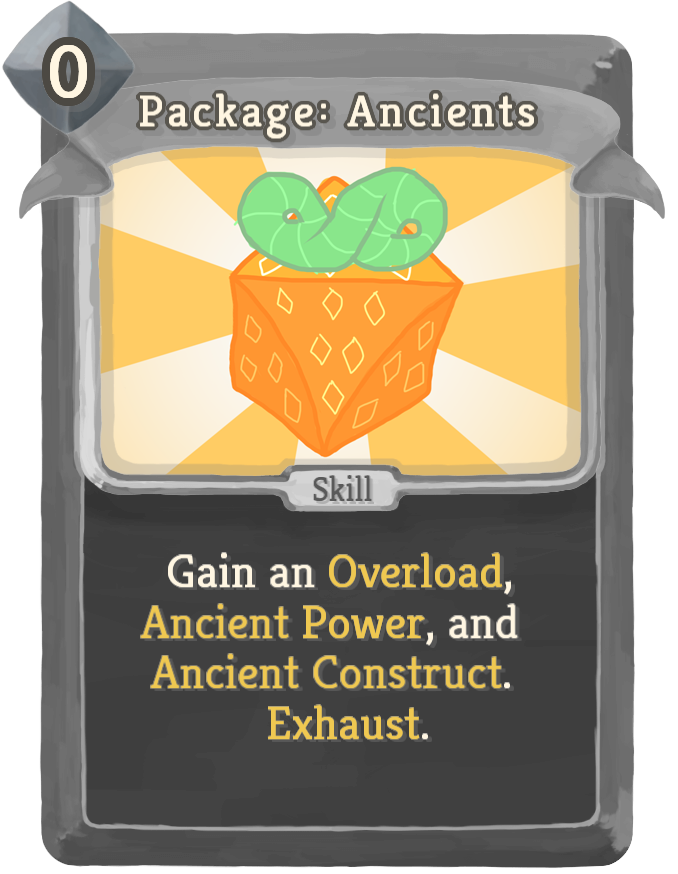 0
Package: Ancients
Skill
Gain an Overload,
Ancient Power, and
Ancient Construct.
Exhaust.